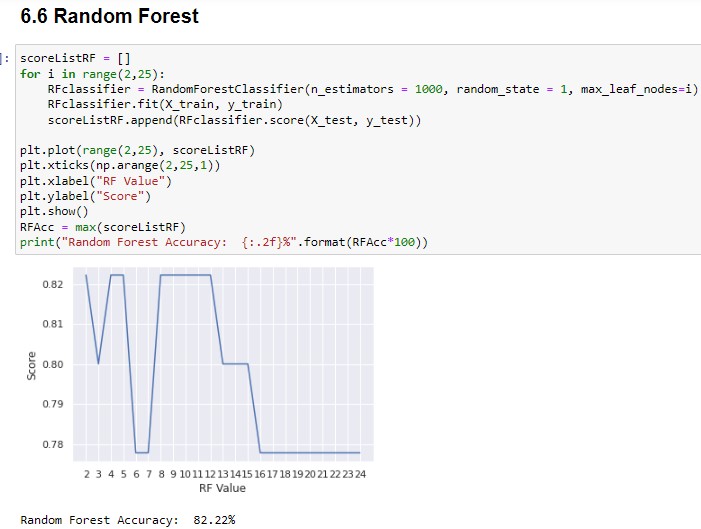 6.6 Random Forest
]:
scoreListRF = []
for i in range(2,25):
    RFclassifier = RandomForestClassifier(n_estimators = 1000, random_state = 1, max_leaf_nodes=i)
    RFclassifier.fit(X_train, y_train)
    scoreListRF.append(RFclassifier.score(X_test, y_test))

plt.plot(range(2,25), scoreListRF)
plt.xticks(np.arange(2,25,1))
plt.xlabel("RF Value")
plt.ylabel("Score")
plt.show()
RFAcc = max(scoreListRF)
print("Random Forest Accuracy:  {:.2f}%".format(RFAcc*100))
0.82
0.81
0.80
0.79
0.78
Score
2 3 4 5 6 7 8 9 10 11 12 13 14 15 16 17 18 19 20 21 22 23 24
RF Value
Random Forest Accuracy:  82.22%